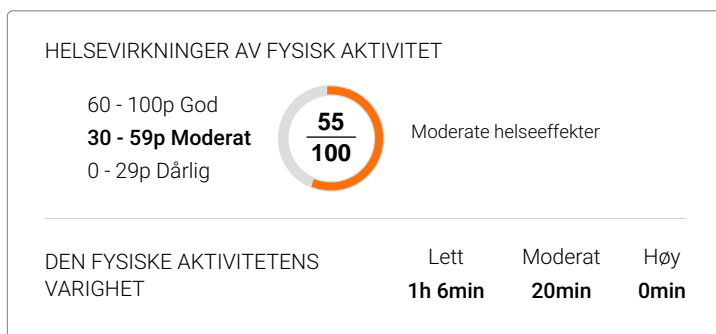 HELSEVIRKNINGER AV FYSISK AKTIVITET
60 - 100p God
30 - 59p Moderat
0 - 29p Dårlig
55
100
Moderate helseeffekter
DEN FYSISKE AKTIVITETENS
VARIGHET
Lett Moderat Høy
1h 6min 20min 0min